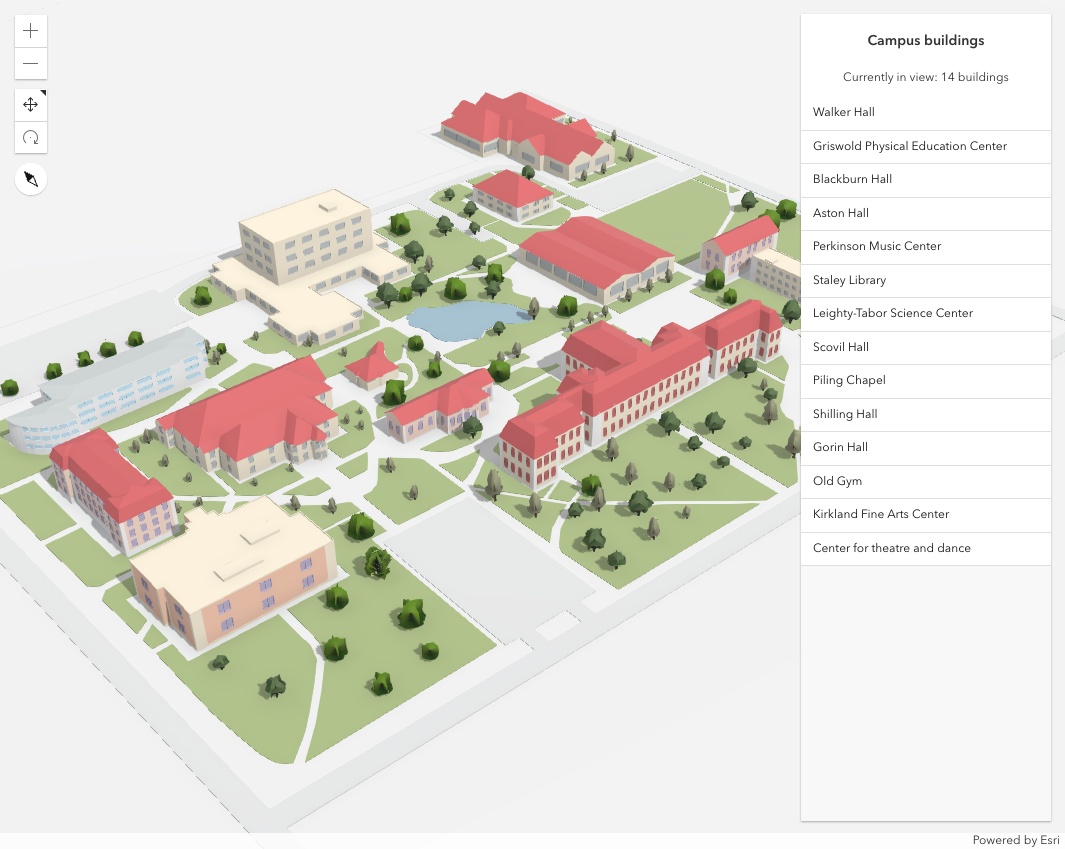 Campus buildings
Currently in view: 14 buildings
Walker Hall
Griswold Physical Education Center
Blackburn Hall
Aston Hall
Perkinson Music Center
Staley Library
Leighty-Tabor Science Center
Scovil Hall
Piling Chapel
Shilling Hall
Gorin Hall
Old Gym
Kirkland Fine Arts Center
Center for theatre and dance
Powered by Esri